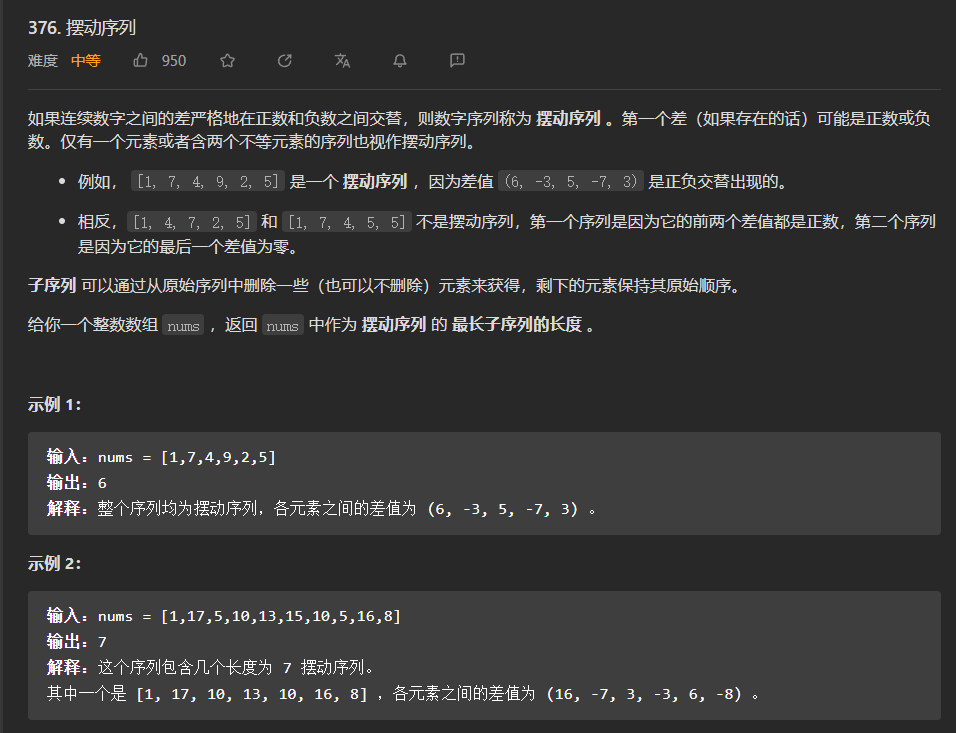 376. 摆动序列
难度 中等 950
如果连续数字之间的差严格地在正数和负数之间交替，则数字序列称为 摆动序列 。第一个差（如果存在的话）可能是正数或负
数。仅有一个元素或者含两个不等元素的序列也视作摆动序列。
• 例如， [1, 7, 4, 9, 2, 5] 是一个 摆动序列 ，因为差值 (6, -3, 5, -7, 3) 是正负交替出现的。
• 相反，[1, 4, 7, 2, 5] 和 [1, 7, 4, 5, 5] 不是摆动序列，第一个序列是因为它的前两个差值都是正数，第二个序列
是因为它的最后一个差值为零。
子序列 可以通过从原始序列中删除一些（也可以不删除）元素来获得，剩下的元素保持其原始顺序。
给你一个整数数组 nums ，返回 nums 中作为 摆动序列 的 最长子序列的长度 。
示例 1：
输入：nums = [1,7,4,9,2,5]
输出：6
解释：整个序列均为摆动序列，各元素之间的差值为 (6, -3, 5, -7, 3) 。
示例 2：
输入：nums = [1,17,5,10,13,15,10,5,16,8]
输出：7
解释：这个序列包含几个长度为 7 摆动序列。
其中一个是 [1, 17, 10, 13, 10, 16, 8] ，各元素之间的差值为 (16, -7, 3, -3, 6, -8) 。